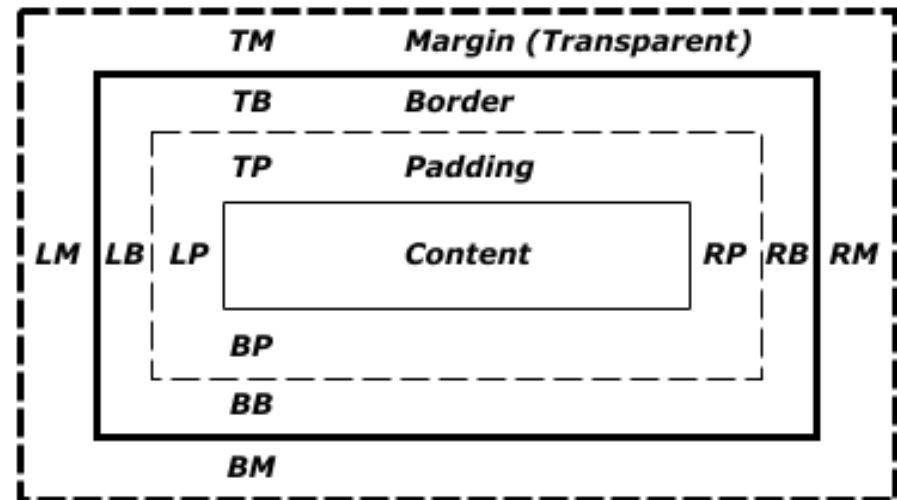 TM Margin (Transparent)
TB Border
TP Padding
LM LB LP Content RP RB RM
BP
BB
BM